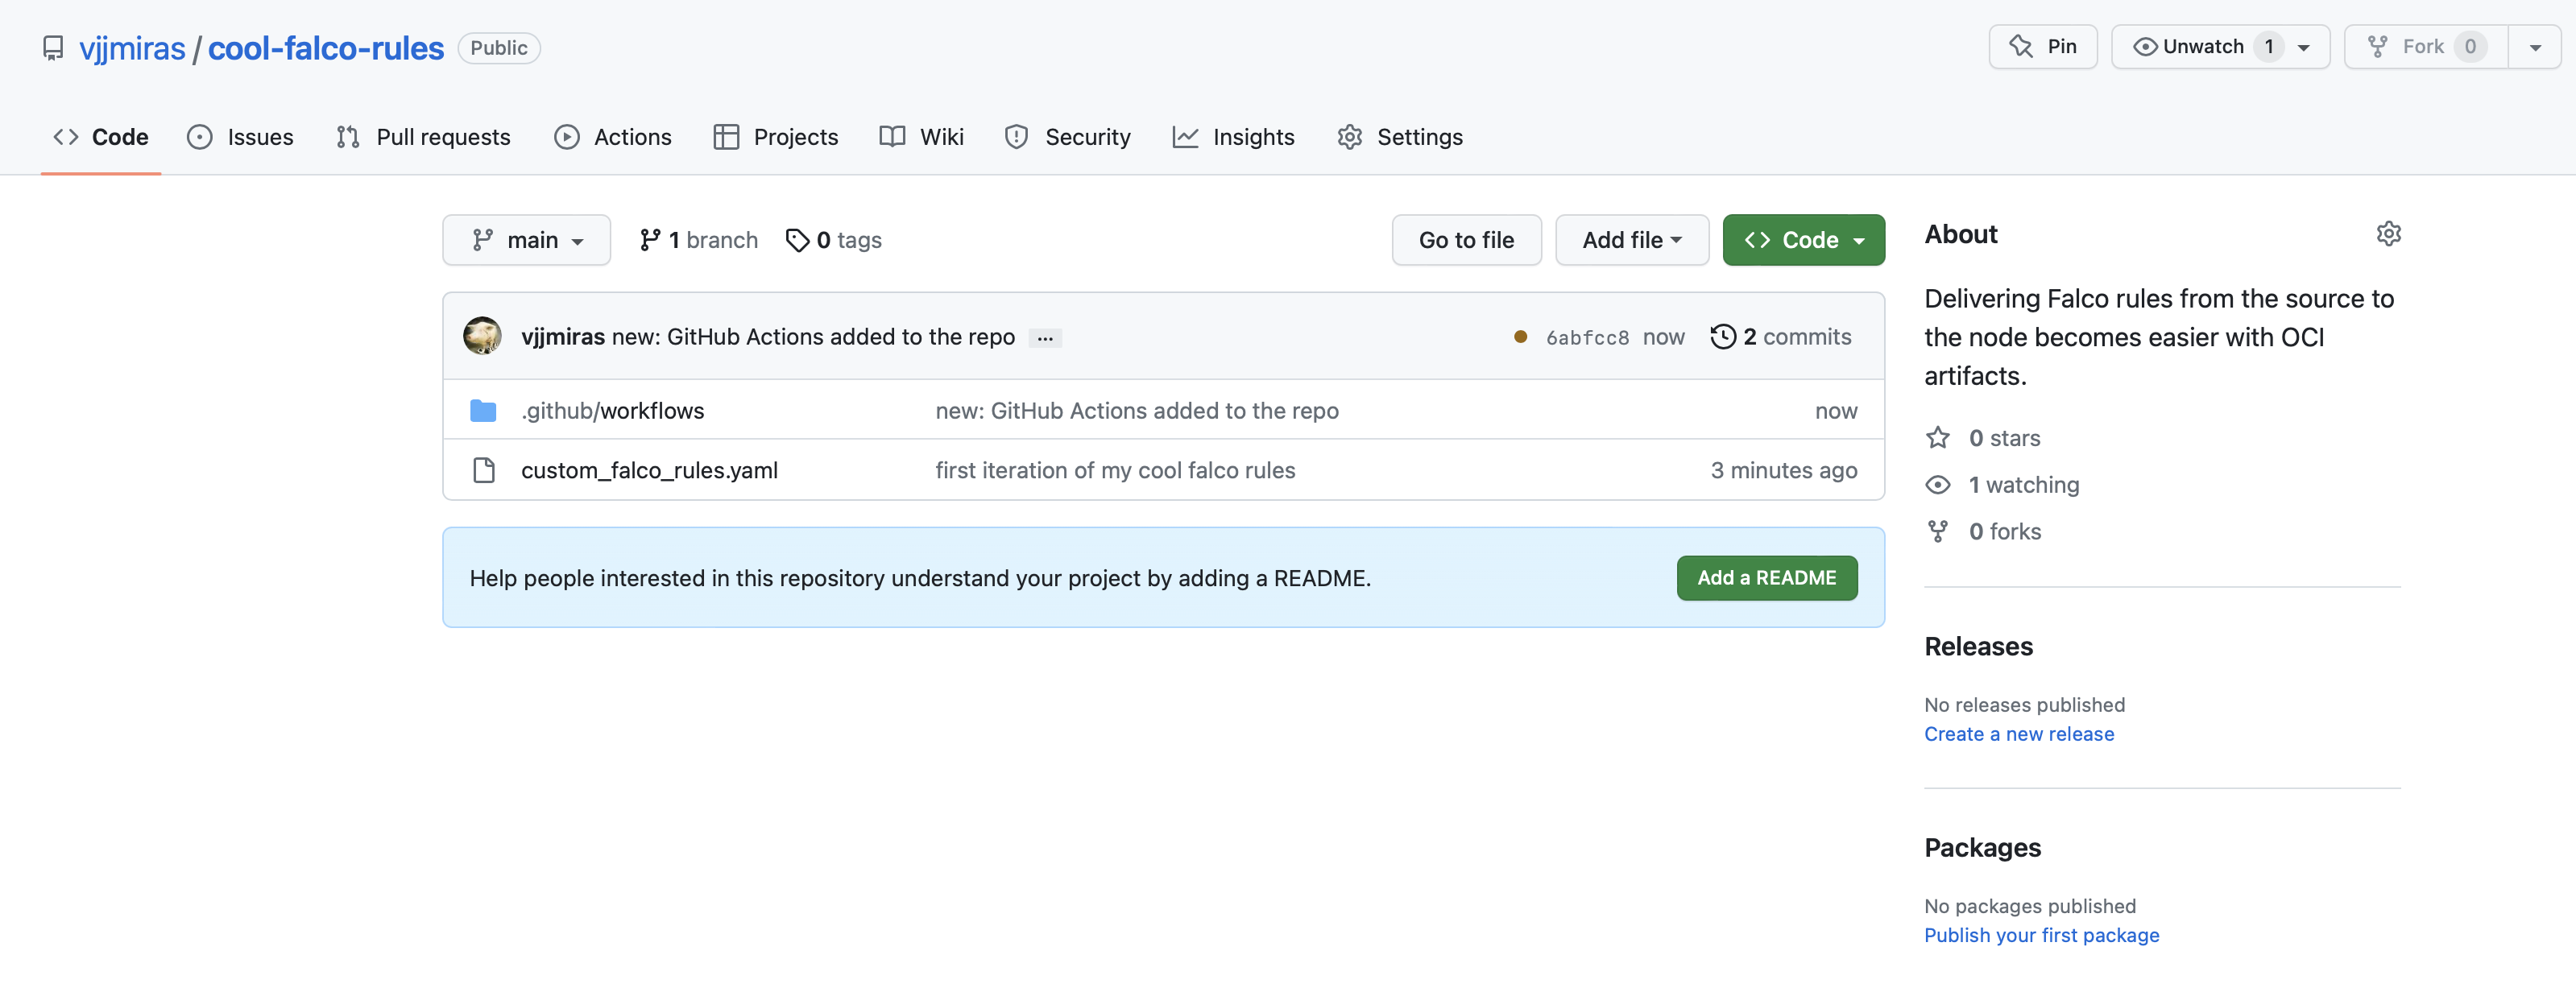 vjjmiras / cool-falco-rules Public
Pin
Unwatch 1
Fork 0
Code
Issues
Pull requests
Actions
Projects
Wiki
Security
Insights
Settings
main
1 branch
0 tags
Go to file
Add file
Code
vjjmiras new: GitHub Actions added to the repo ...
6abfcc8 now
2 commits
.github/workflows new: GitHub Actions added to the repo now
custom_falco_rules.yaml first iteration of my cool falco rules 3 minutes ago
Help people interested in this repository understand your project by adding a README.
Add a README
About
Delivering Falco rules from the source to
the node becomes easier with OCI
artifacts.
0 stars
1 watching
0 forks
Releases
No releases published
Create a new release
Packages
No packages published
Publish your first package